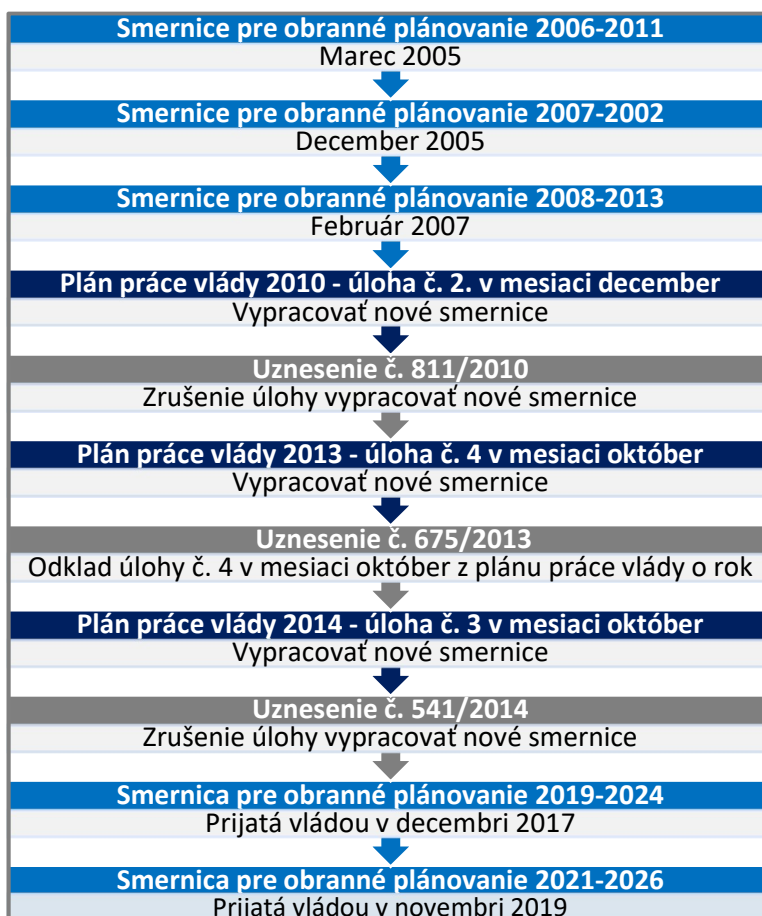 Smernice pre obranné plánovanie 2006-2011
Marec 2005
Smernice pre obranné plánovanie 2007-2002
December 2005
Smernice pre obranné plánovanie 2008-2013
Február 2007
Plán práce vlády 2010 - úloha č. 2. v mesiaci december
Vypracovať nové smernice
Uznesenie č. 811/2010
Zrušenie úlohy vypracovať nové smernice
Plán práce vlády 2013 - úloha č. 4 v mesiaci október
Vypracovať nové smernice
Uznesenie č. 675/2013
Odklad úlohy č. 4 v mesiaci október z plánu práce vlády o rok
Plán práce vlády 2014 - úloha č. 3 v mesiaci október
Vypracovať nové smernice
Uznesenie č. 541/2014
Zrušenie úlohy vypracovať nové smernice
Smernica pre obranné plánovanie 2019-2024
Prijatá vládou v decembri 2017
Smernica pre obranné plánovanie 2021-2026
Prijatá vládou v novembri 2019